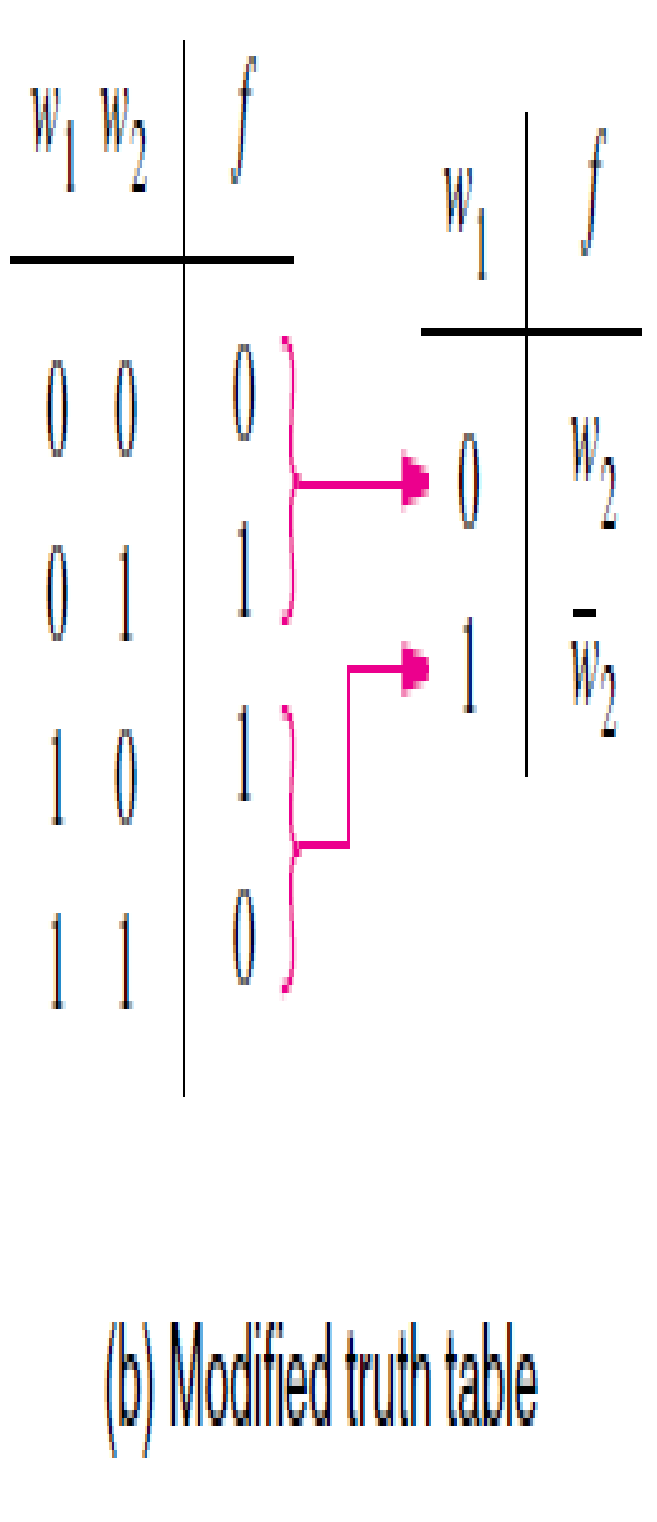 w₁ w₂ f
0 0 0
0 1 1
1 0 1
1 1 0
w₁ f
0 w₂
1 w̄₂
(b) Modified truth table